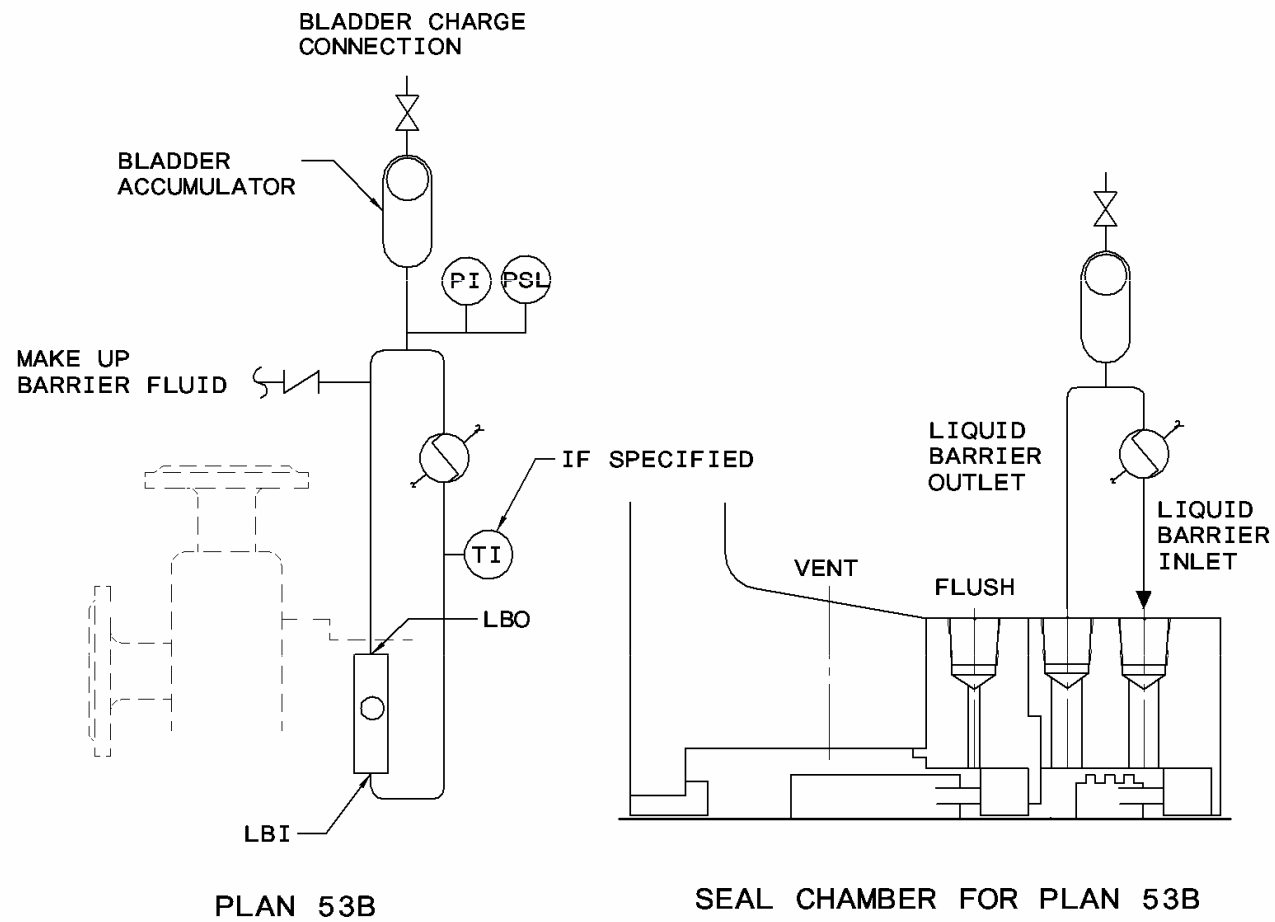 BLADDER CHARGE
CONNECTION
BLADDER
ACCUMULATOR
PI
PSL
MAKE UP
BARRIER FLUID
IF SPECIFIED
TI
LBO
LBI
PLAN 53B
LIQUID
BARRIER
OUTLET
LIQUID
BARRIER
INLET
VENT
FLUSH
SEAL CHAMBER FOR PLAN 53B